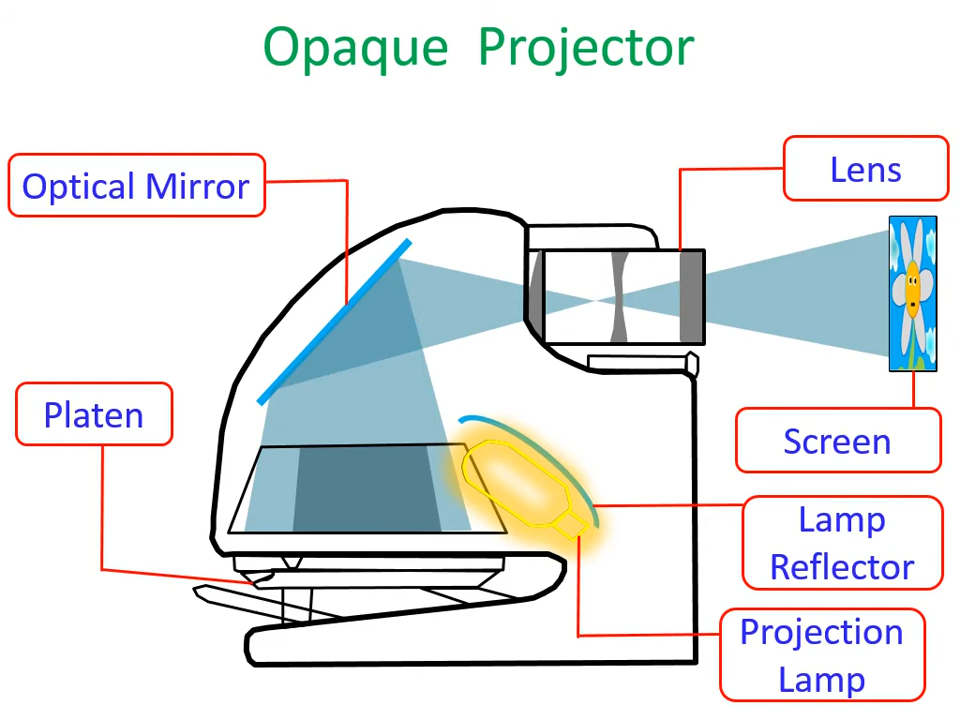 Opaque Projector
Optical Mirror
Lens
Platen
Screen
Lamp
Reflector
Projection
Lamp